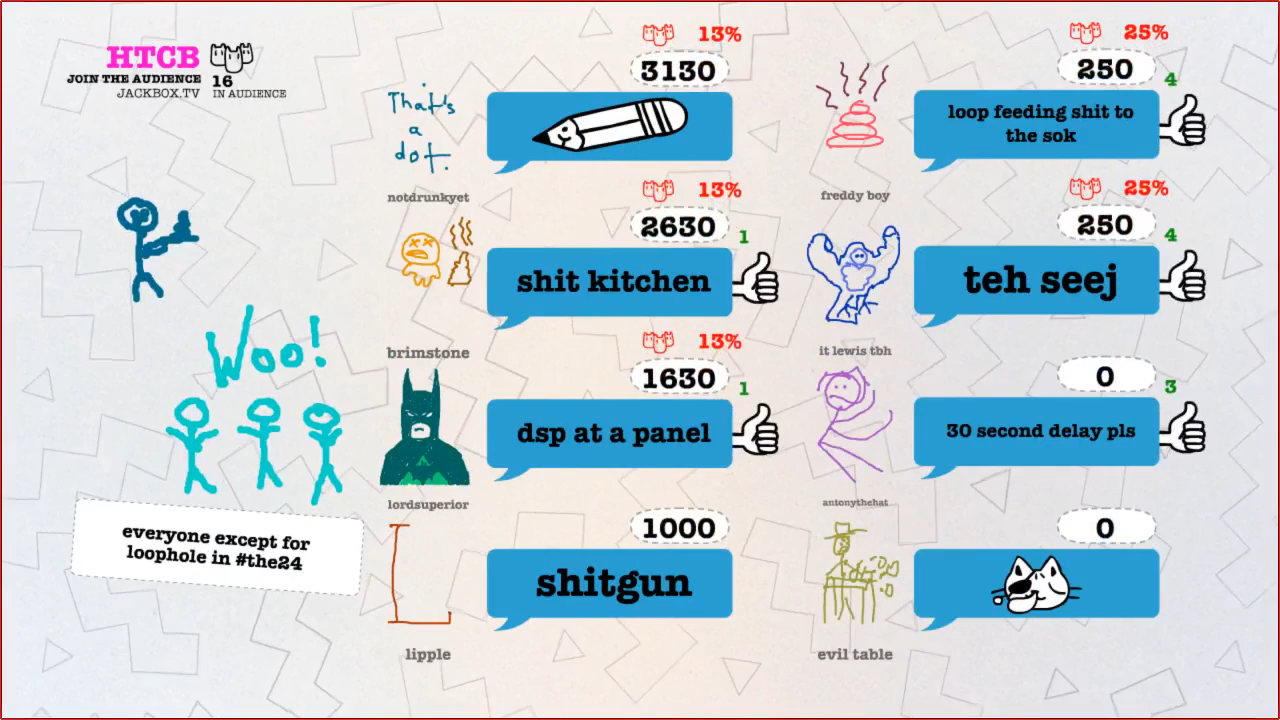 HTCB
JOIN THE AUDIENCE
JACKBOX.TV
16
IN AUDIENCE
Woo!
everyone except for
loophole in #the24
13%
3130
That's
a
dot.
notdrunkyet
13%
2630
1
shit kitchen
brimstone
13%
1630
1
dsp at a panel
lordsuperior
1000
shitgun
lipple
25%
250
4
loop feeding shit to
the sok
freddy boy
25%
250
4
teh seej
it lewis tbh
0
3
30 second delay pls
antonythehat
0
evil table